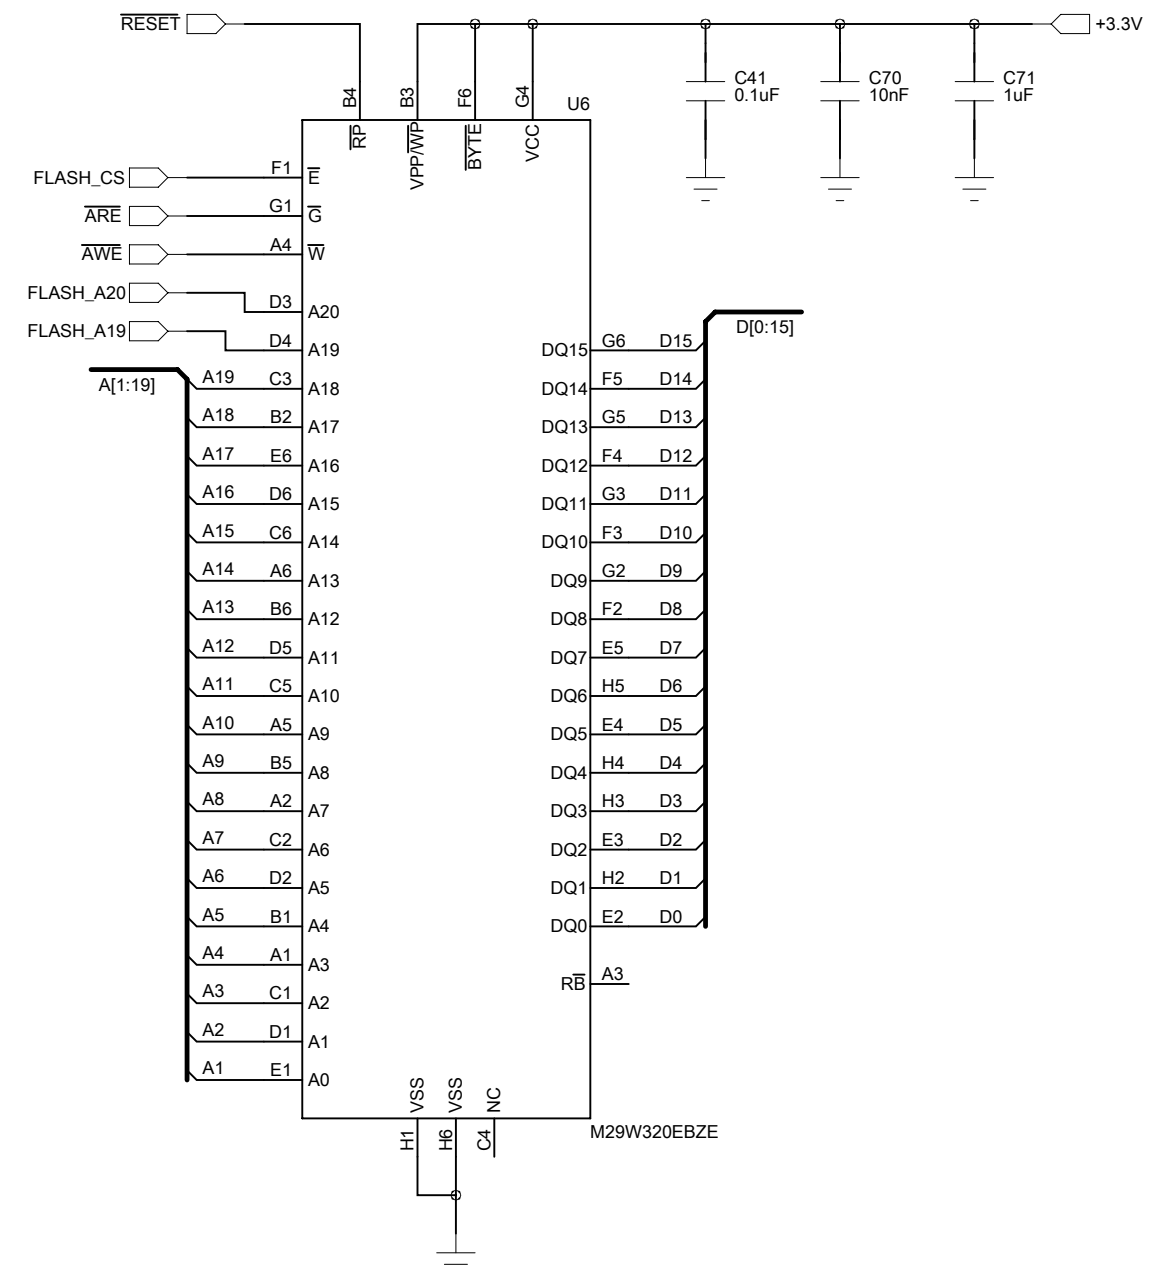 RESET
+3.3V
C41
0.1uF
C70
10nF
C71
1uF
B4
B3
F6
G4
U6
RP
VPP/WP
BYTE
VCC
FLASH_CS F1 E
ARE G1 G
AWE A4 W
FLASH_A20 D3 A20
FLASH_A19 D4 A19
A[1:19]
A19 C3 A18
A18 B2 A17
A17 E6 A16
A16 D6 A15
A15 C6 A14
A14 A6 A13
A13 B6 A12
A12 D5 A11
A11 C5 A10
A10 A5 A9
A9 B5 A8
A8 A2 A7
A7 C2 A6
A6 D2 A5
A5 B1 A4
A4 A1 A3
A3 C1 A2
A2 D1 A1
A1 E1 A0
D[0:15]
DQ15 G6 D15
DQ14 F5 D14
DQ13 G5 D13
DQ12 F4 D12
DQ11 G3 D11
DQ10 F3 D10
DQ9 G2 D9
DQ8 F2 D8
DQ7 E5 D7
DQ6 H5 D6
DQ5 E4 D5
DQ4 H4 D4
DQ3 H3 D3
DQ2 E3 D2
DQ1 H2 D1
DQ0 E2 D0
RB A3
VSS
VSS
NC
H1
H6
C4
M29W320EBZE